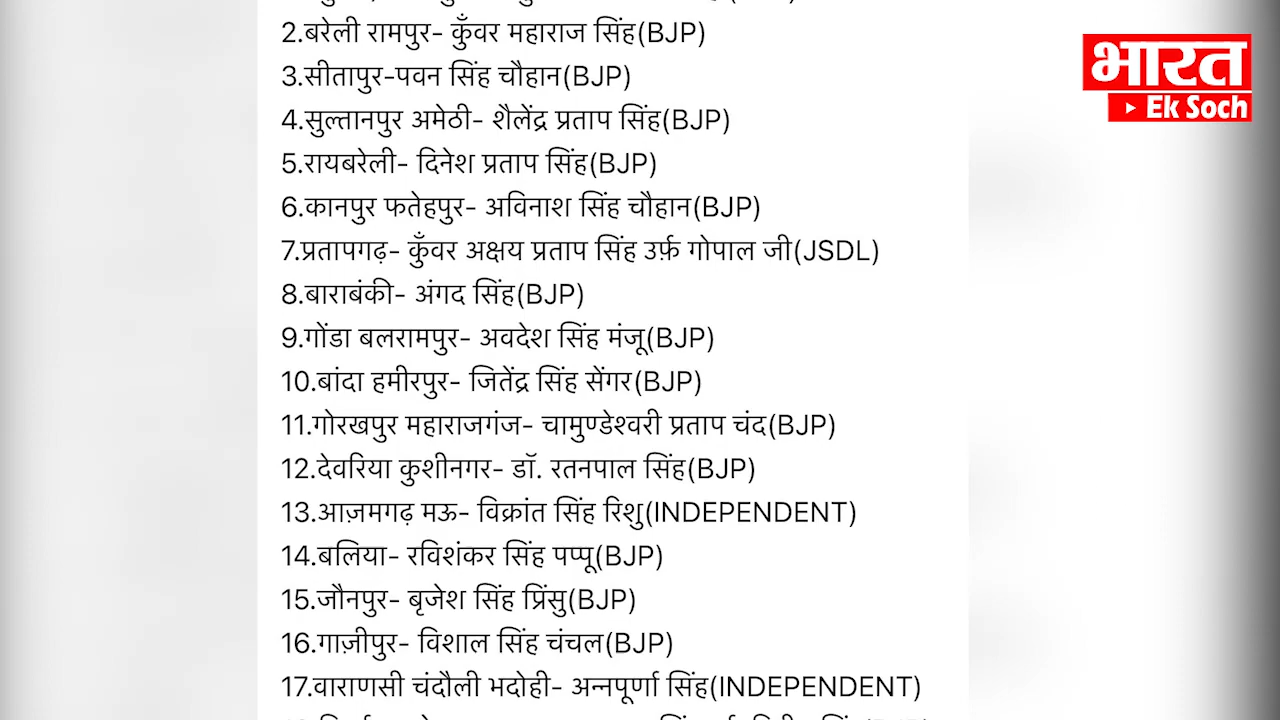 2.बरेली रामपुर- कुँवर महाराज सिंह(BJP)
3.सीतापुर-पवन सिंह चौहान(BJP)
4.सुल्तानपुर अमेठी- शैलेंद्र प्रताप सिंह(BJP)
5.रायबरेली- दिनेश प्रताप सिंह(BJP)
6.कानपुर फतेहपुर- अविनाश सिंह चौहान(BJP)
7.प्रतापगढ़- कुँवर अक्षय प्रताप सिंह उर्फ़ गोपाल जी(JSDL)
8.बाराबंकी- अंगद सिंह(BJP)
9.गोंडा बलरामपुर- अवदेश सिंह मंजू(BJP)
10.बांदा हमीरपुर- जितेंद्र सिंह सेंगर(BJP)
11.गोरखपुर महाराजगंज- चामुण्डेश्वरी प्रताप चंद(BJP)
12.देवरिया कुशीनगर- डॉ. रतनपाल सिंह(BJP)
13.आज़मगढ़ मऊ- विक्रांत सिंह रिशु(INDEPENDENT)
14.बलिया- रविशंकर सिंह पप्पू(BJP)
15.जौनपुर- बृजेश सिंह प्रिंसु(BJP)
16.गाज़ीपुर- विशाल सिंह चंचल(BJP)
17.वाराणसी चंदौली भदोही- अन्नपूर्णा सिंह(INDEPENDENT)
भारत
Ek Soch